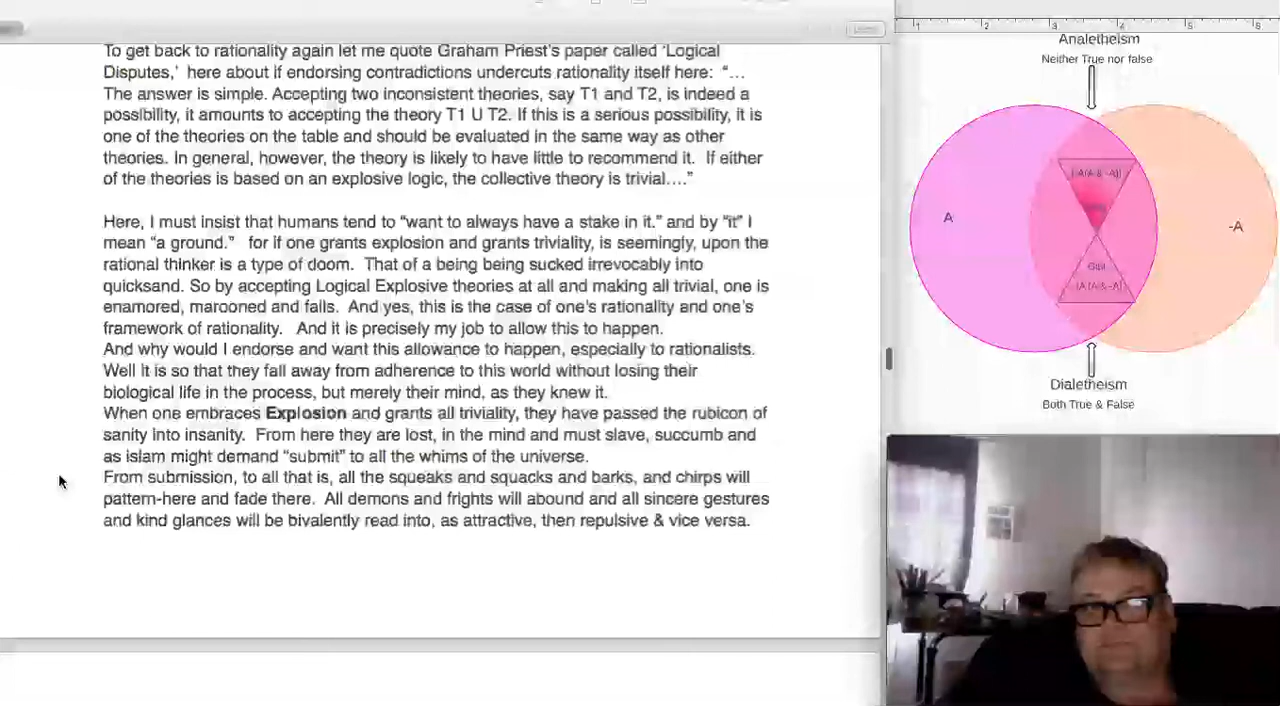 To get back to rationality again let me quote Graham Priest's paper called 'Logical
Disputes,'  here about if endorsing contradictions undercuts rationality itself here:  "…
The answer is simple. Accepting two inconsistent theories, say T1 and T2, is indeed a
possibility, it amounts to accepting the theory T1 U T2. If this is a serious possibility, it is
one of the theories on the table and should be evaluated in the same way as other
theories. In general, however, the theory is likely to have little to recommend it.  If either
of the theories is based on an explosive logic, the collective theory is trivial…."
Here, I must insist that humans tend to "want to always have a stake in it." and by "it" I
mean "a ground."   for if one grants explosion and grants triviality, is seemingly, upon the
rational thinker is a type of doom.  That of a being being sucked irrevocably into
quicksand. So by accepting Logical Explosive theories at all and making all trivial, one is
enamored, marooned and falls.  And yes, this is the case of one's rationality and one's
framework of rationality.   And it is precisely my job to allow this to happen.
And why would I endorse and want this allowance to happen, especially to rationalists.
Well It is so that they fall away from adherence to this world without losing their
biological life in the process, but merely their mind, as they knew it.
When one embraces Explosion and grants all triviality, they have passed the rubicon of
sanity into insanity.  From here they are lost, in the mind and must slave, succumb and
as islam might demand "submit" to all the whims of the universe.
From submission, to all that is, all the squeaks and squacks and barks, and chirps will
pattern-here and fade there.  All demons and frights will abound and all sincere gestures
and kind glances will be bivalently read into, as attractive, then repulsive & vice versa.
1 2 3 4 5 6
Analetheism
Neither True nor false
A
-A
Dialetheism
Both True & False